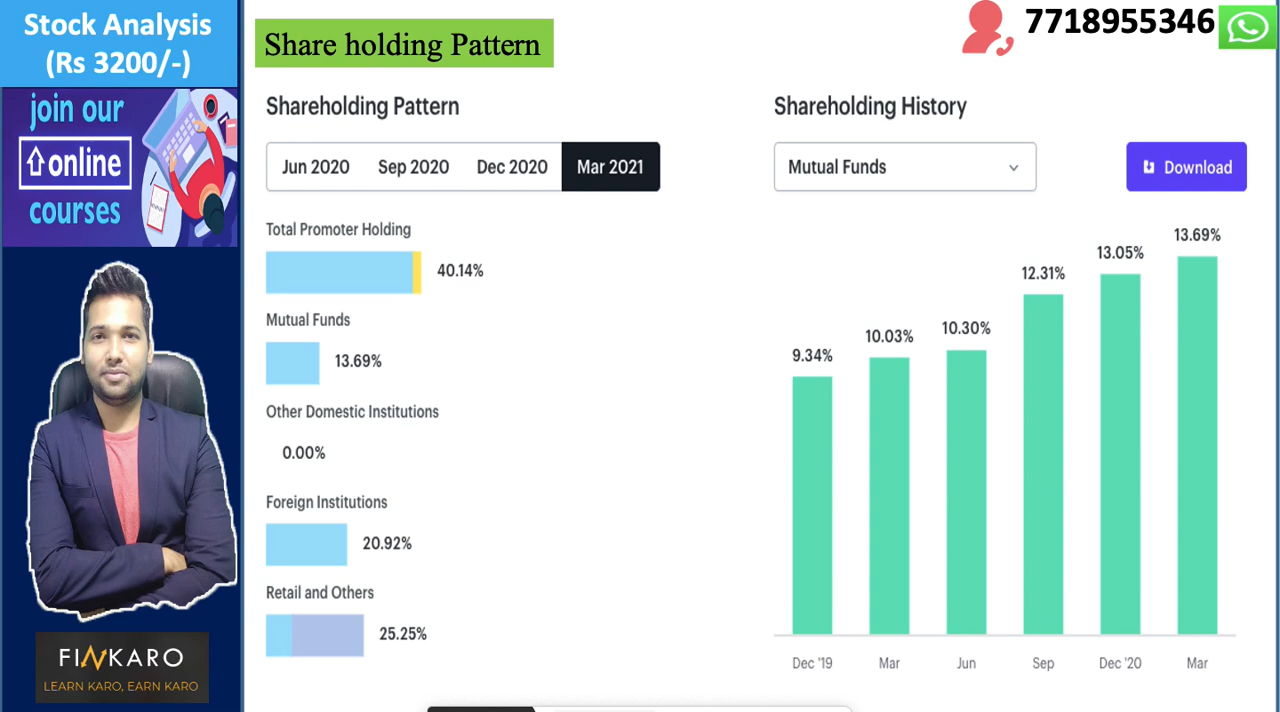 Stock Analysis
(Rs 3200/-)
join our
online
courses
FINKARO
LEARN KARO, EARN KARO
Share holding Pattern
7718955346
Shareholding Pattern
Jun 2020 Sep 2020 Dec 2020 Mar 2021
Total Promoter Holding
40.14%
Mutual Funds
13.69%
Other Domestic Institutions
0.00%
Foreign Institutions
20.92%
Retail and Others
25.25%
Shareholding History
Mutual Funds
Download
9.34% 10.03% 10.30% 12.31% 13.05% 13.69%
Dec '19 Mar Jun Sep Dec '20 Mar